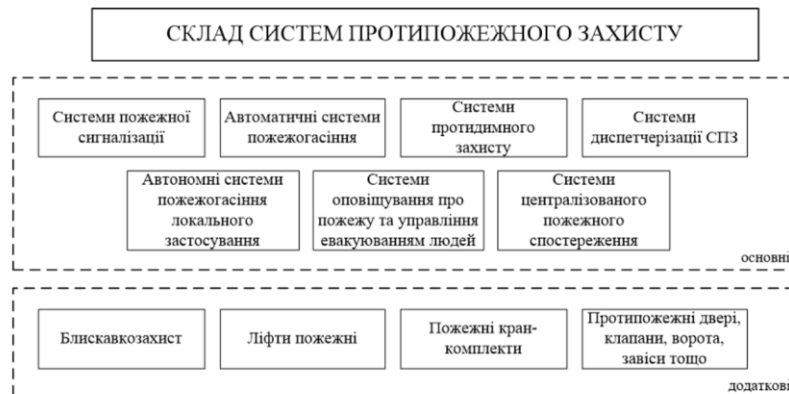 СКЛАД СИСТЕМ ПРОТИПОЖЕЖНОГО ЗАХИСТУ
Системи пожежної
сигналізації
Автоматичні системи
пожежогасіння
Системи
протидимного
захисту
Системи
диспетчеризації СПЗ
Автономні системи
пожежогасіння
локального
застосування
Системи
оповіщування про
пожежу та управління
евакуюванням людей
Системи
централізованого
пожежного
спостереження
основні
Блискавкозахист
Ліфти пожежні
Пожежні кран-
комплекти
Протипожежні двері,
клапани, ворота,
завіси тощо
додаткові